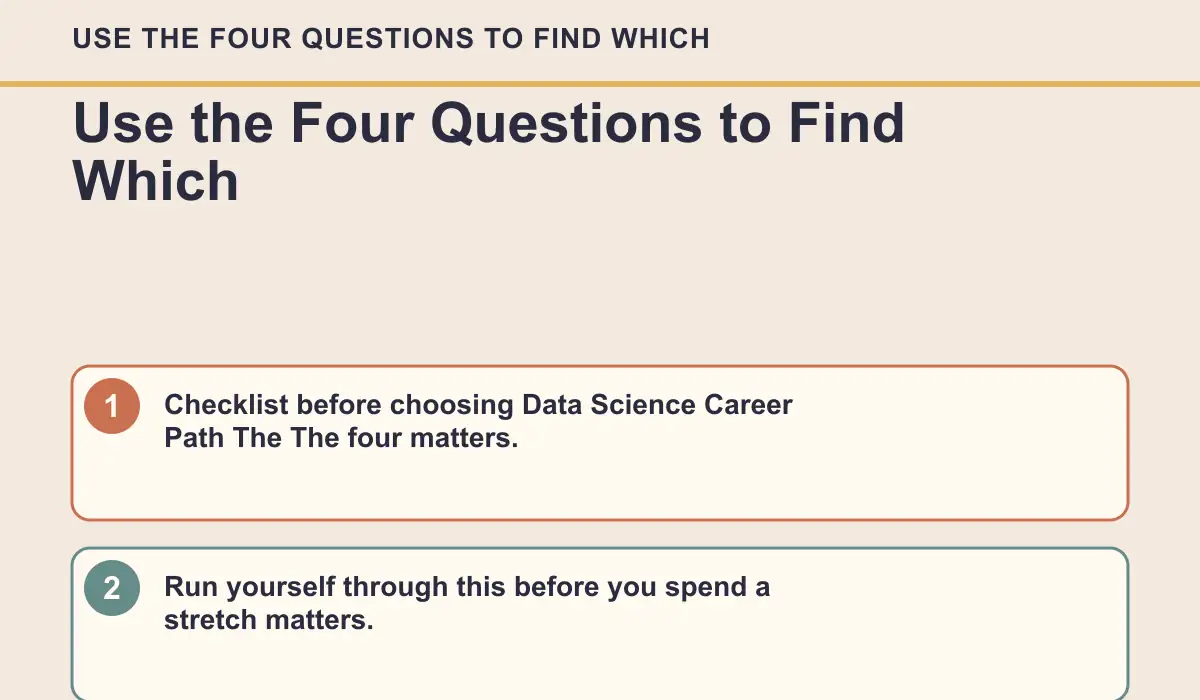 USE THE FOUR QUESTIONS TO FIND WHICH
Use the Four Questions to Find
Which
1
Checklist before choosing Data Science Career
Path The The four matters.
2
Run yourself through this before you spend a
stretch matters.